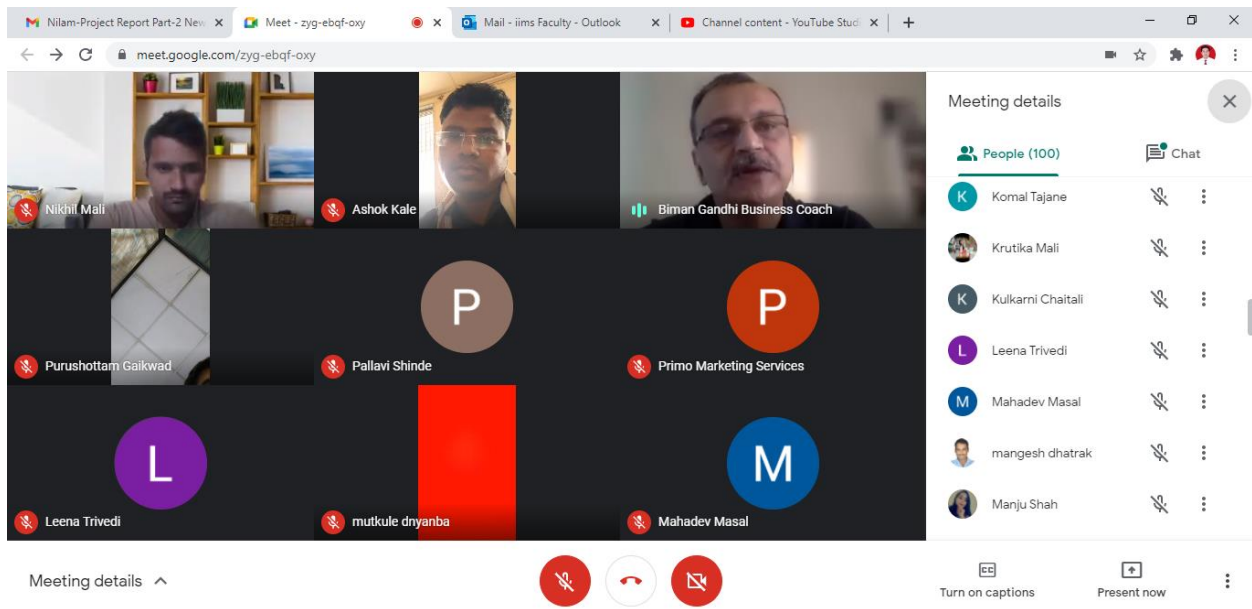 Nilam-Project Report Part-2 New
Meet - zyg-ebqf-oxy
Mail - iims Faculty - Outlook
Channel content - YouTube Studi
meet.google.com/zyg-ebqf-oxy
Nikhil Mali
Ashok Kale
Biman Gandhi Business Coach
Purushottam Gaikwad
P
Pallavi Shinde
P
Primo Marketing Services
L
Leena Trivedi
mutkule dnyanba
M
Mahadev Masal
Meeting details
People (100)
Chat
K
Komal Tajane
Krutika Mali
K
Kulkarni Chaitali
L
Leena Trivedi
M
Mahadev Masal
mangesh dhatrak
Manju Shah
Meeting details
CC
Turn on captions
Present now